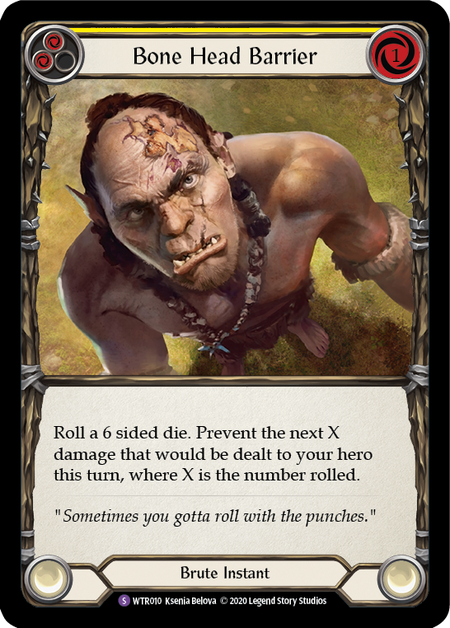 Bone Head Barrier
1
Roll a 6 sided die. Prevent the next X
damage that would be dealt to your hero
this turn, where X is the number rolled.
"Sometimes you gotta roll with the punches."
Brute Instant
S WTR010 Ksenia Belova © 2020 Legend Story Studios